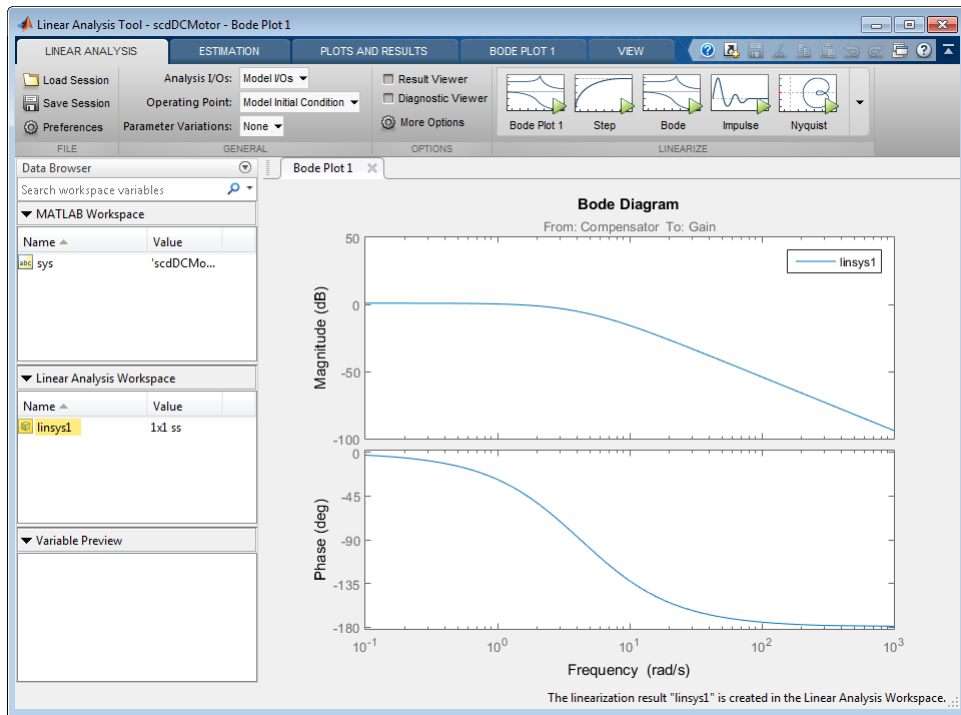 Linear Analysis Tool - scdDCMotor - Bode Plot 1
LINEAR ANALYSIS ESTIMATION PLOTS AND RESULTS BODE PLOT 1 VIEW
Load Session
Save Session
Preferences
FILE
Analysis I/Os: Model I/Os
Operating Point: Model Initial Condition
Parameter Variations: None
GENERAL
Result Viewer
Diagnostic Viewer
More Options
OPTIONS
Bode Plot 1 Step Bode Impulse Nyquist
LINEARIZE
Data Browser
Search workspace variables
MATLAB Workspace
Name Value
abc sys 'scdDCMo...
Linear Analysis Workspace
Name Value
linsys1 1x1 ss
Variable Preview
Bode Plot 1
Bode Diagram
From: Compensator To: Gain
linsys1
Magnitude (dB)
50
0
-50
-100
Phase (deg)
0
-45
-90
-135
-180
10^-1 10^0 10^1 10^2 10^3
Frequency (rad/s)
The linearization result "linsys1" is created in the Linear Analysis Workspace.